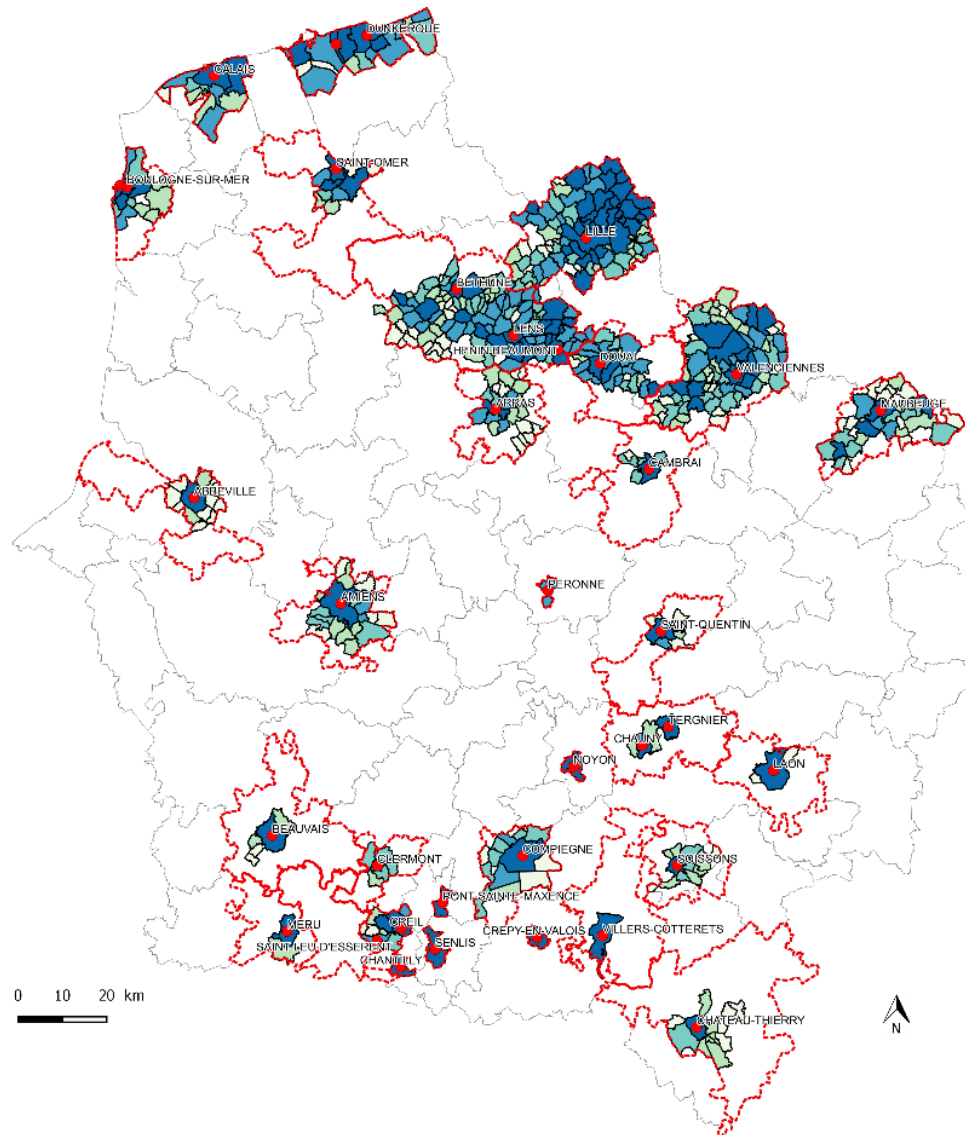 DUNKERQUE
CALAIS
SAINT-OMER
BOULOGNE-SUR-MER
LILLE
BETHUNE
LENS
HENIN-BEAUMONT
DOUAI
VALENCIENNES
MAUBEUGE
ARRAS
CAMBRAI
ABBEVILLE
PERONNE
AMIENS
SAINT-QUENTIN
TERGNIER
CHAUNY
NOYON
LAON
BEAUVAIS
COMPIEGNE
CLERMONT
SOISSONS
PONT-SAINTE-MAXENCE
MERU
CREIL
CREPY-EN-VALOIS
VILLERS-COTTERETS
SAINT-LEU-D'ESSERENT
SENLIS
CHANTILLY
0 10 20 km
CHATEAU-THIERRY
N